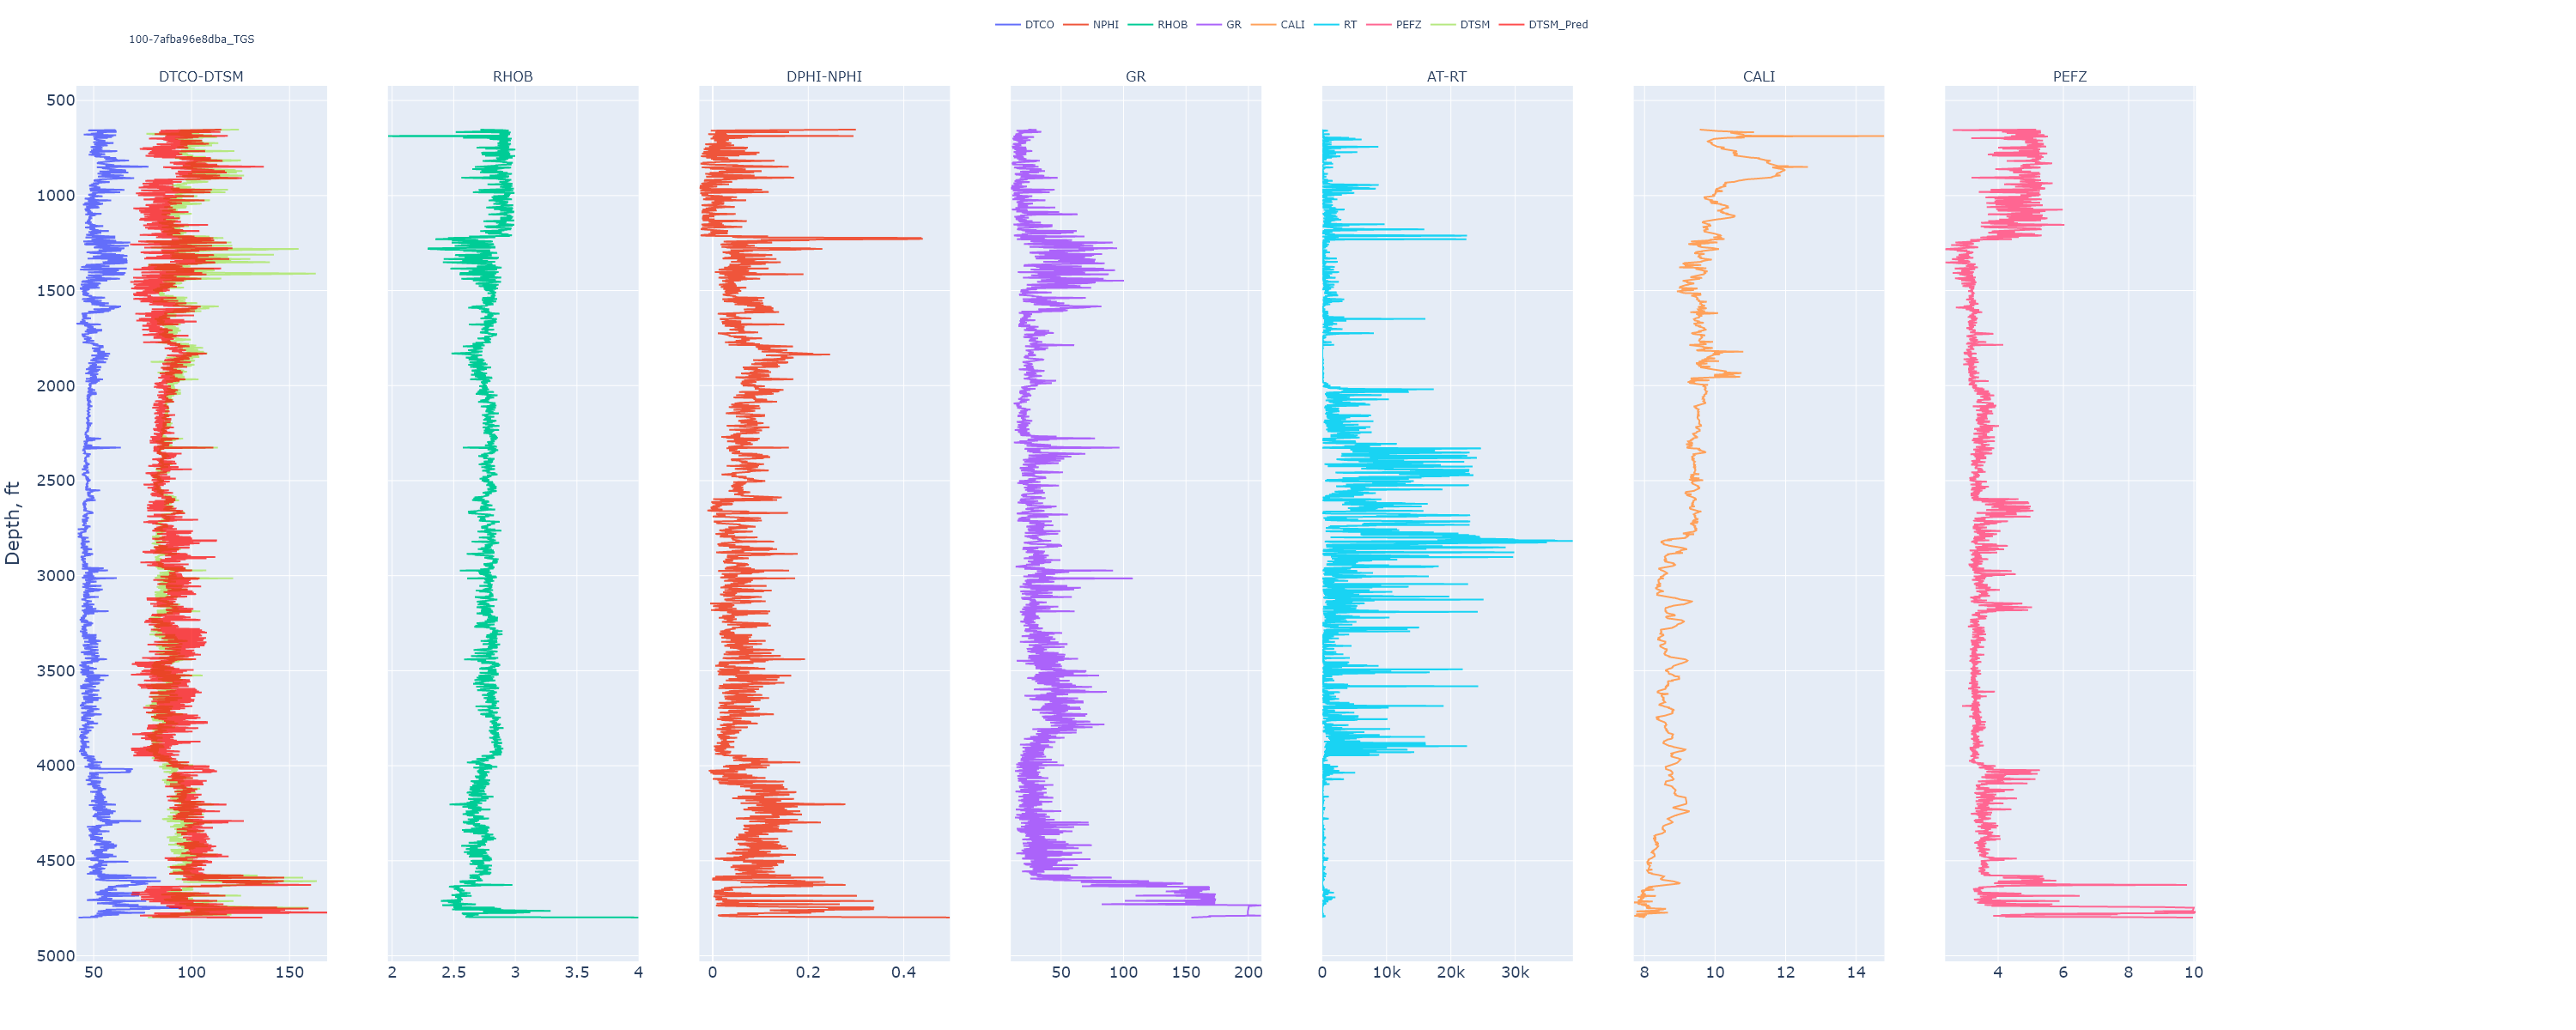 DTCO NPHI RHOB GR CALI RT PEFZ DTSM DTSM_Pred
100-7afba96e8dba_TGS
DTCO-DTSM RHOB DPHI-NPHI GR AT-RT CALI PEFZ
500
1000
1500
2000
2500
3000
3500
4000
4500
5000
Depth, ft
50 100 150 2 2.5 3 3.5 4 0 0.2 0.4 50 100 150 200 0 10k 20k 30k 8 10 12 14 4 6 8 10